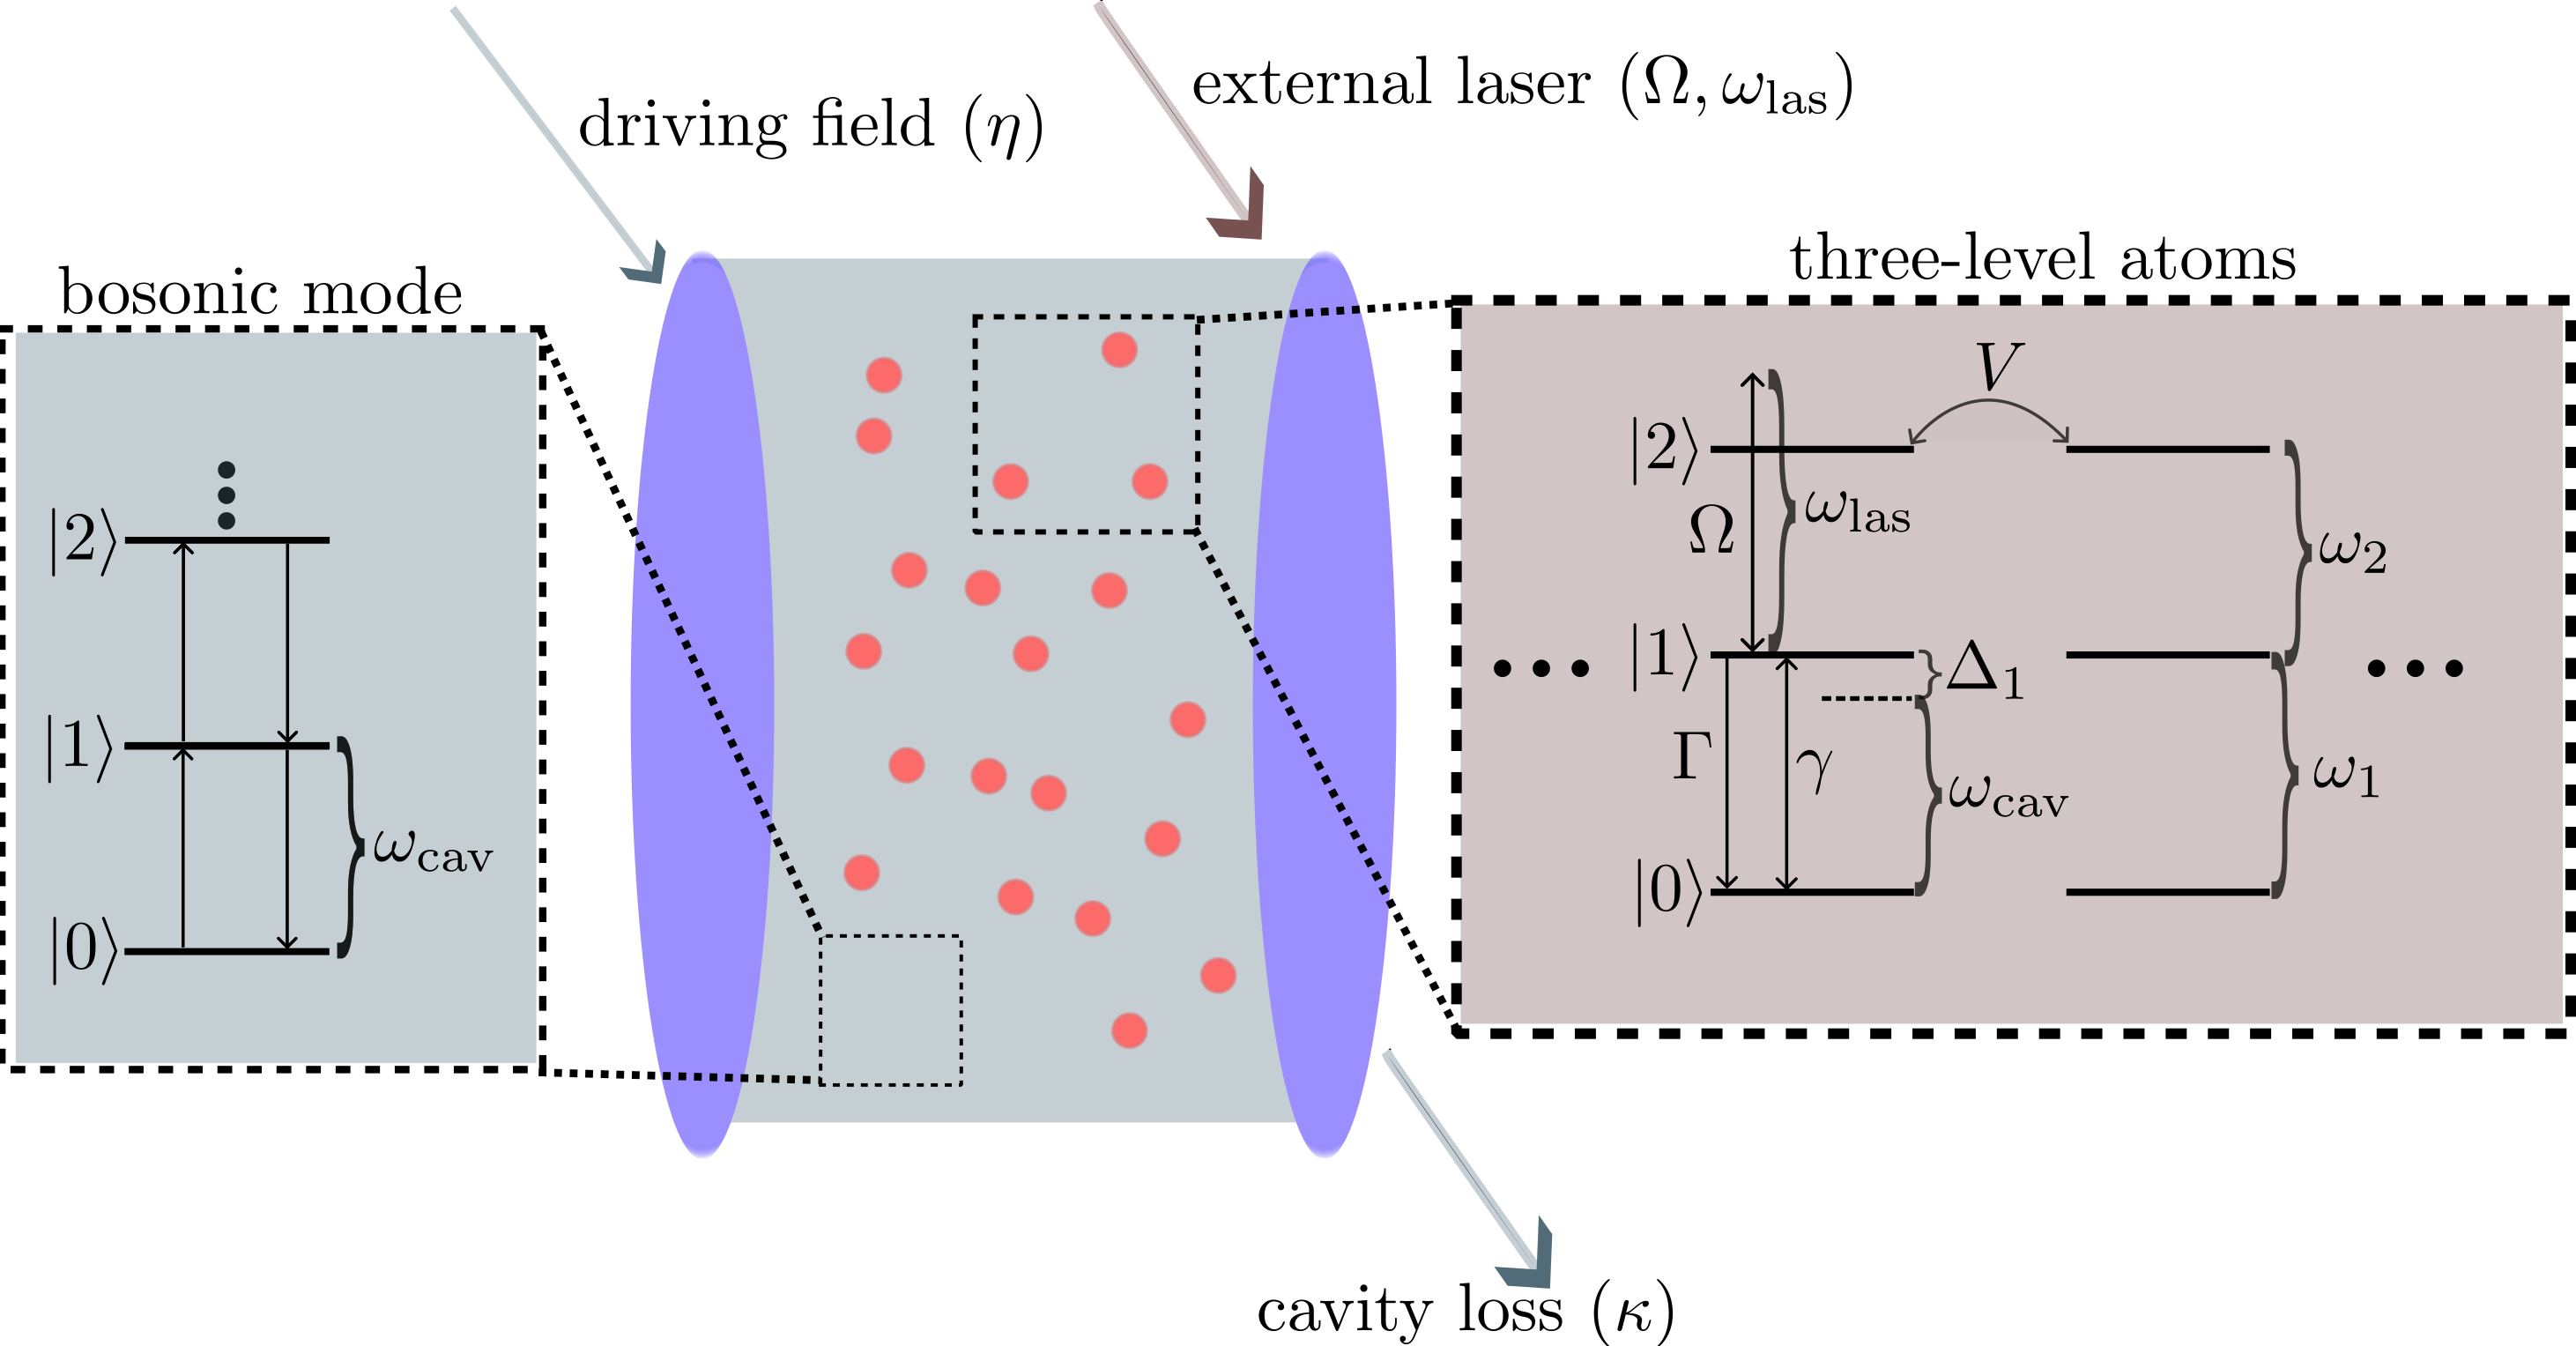 external laser (Ω, ω_las)
driving field (η)
three-level atoms
bosonic mode
V
|2⟩
ω_las
Ω
|2⟩
ω_2
|1⟩
Δ_1
|1⟩
Γ
γ
ω_cav
ω_1
ω_cav
|0⟩
|0⟩
cavity loss (κ)